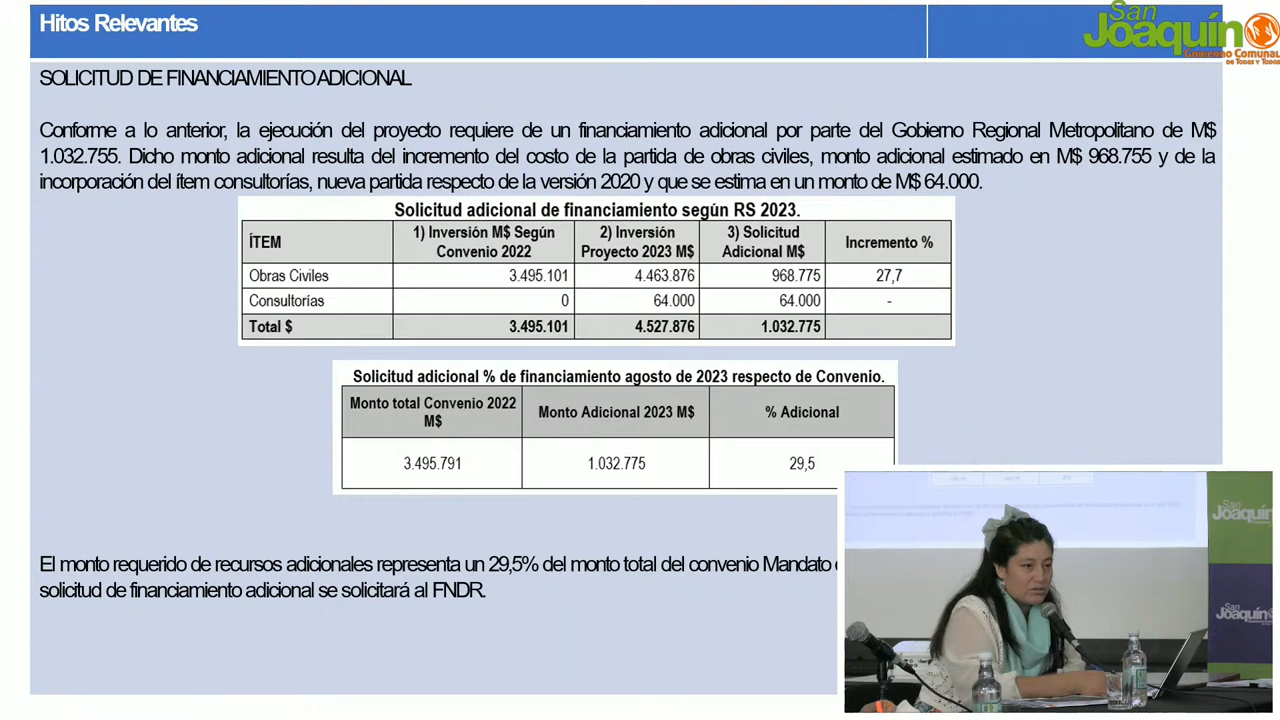 Hitos Relevantes
San
Joaquín
Gobierno Comunal
de Todas y Todos
SOLICITUD DE FINANCIAMIENTO ADICIONAL
Conforme a lo anterior, la ejecución del proyecto requiere de un financiamiento adicional por parte del Gobierno Regional Metropolitano de M$
1.032.755. Dicho monto adicional resulta del incremento del costo de la partida de obras civiles, monto adicional estimado en M$ 968.755 y de la
incorporación del ítem consultorías, nueva partida respecto de la versión 2020 y que se estima en un monto de M$ 64.000.
Solicitud adicional de financiamiento según RS 2023.
ÍTEM 1) Inversión M$ Según Convenio 2022 2) Inversión Proyecto 2023 M$ 3) Solicitud Adicional M$ Incremento %
Obras Civiles 3.495.101 4.463.876 968.775 27,7
Consultorías 0 64.000 64.000 -
Total $ 3.495.101 4.527.876 1.032.775
Solicitud adicional % de financiamiento agosto de 2023 respecto de Convenio.
Monto total Convenio 2022 M$ Monto Adicional 2023 M$ % Adicional
3.495.791 1.032.775 29,5
El monto requerido de recursos adicionales representa un 29,5% del monto total del convenio Mandato
solicitud de financiamiento adicional se solicitará al FNDR.
San
Joaquín
San
Joaquín